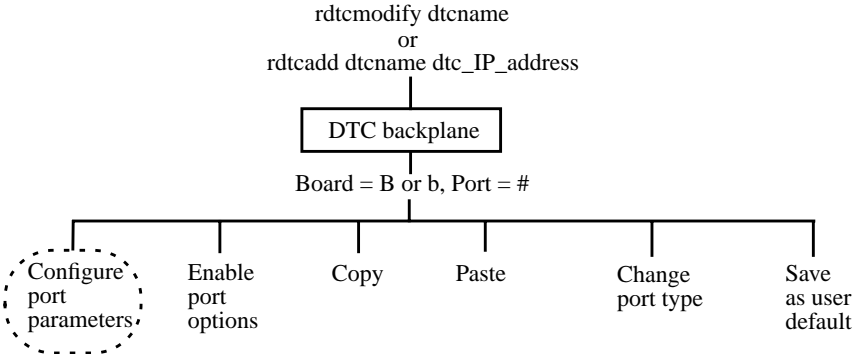 rdtcmodify dtcname
or
rdtcadd dtcname dtc_IP_address
DTC backplane
Board = B or b, Port = #
Configure
port
parameters
Enable
port
options
Copy
Paste
Change
port type
Save
as user
default